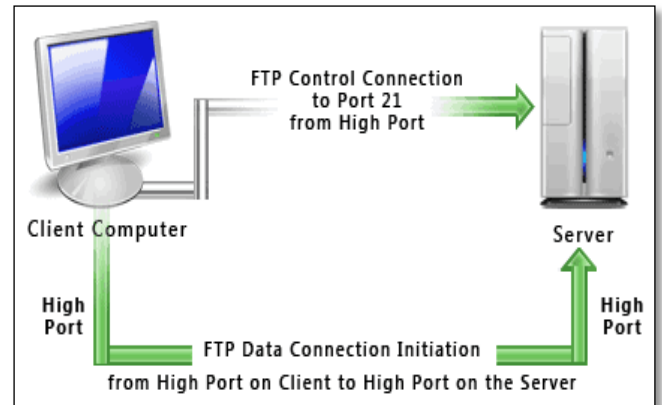 FTP Control Connection
to Port 21
from High Port
Client Computer
Server
High
Port
High
Port
FTP Data Connection Initiation
from High Port on Client to High Port on the Server